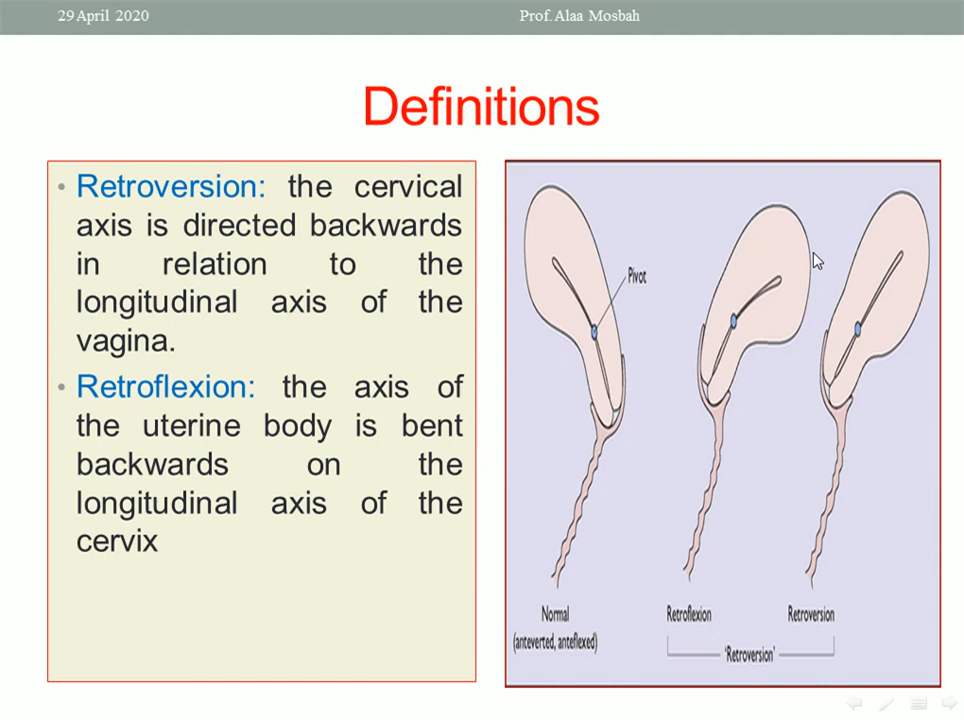 29 April 2020
Prof. Alaa Mosbah
Definitions
• Retroversion: the cervical
axis is directed backwards
in relation to the
longitudinal axis of the
vagina.
• Retroflexion: the axis of
the uterine body is bent
backwards on the
longitudinal axis of the
cervix
Pivot
Normal
(anteverted, anteflexed)
Retroflexion
Retroversion
'Retroversion'